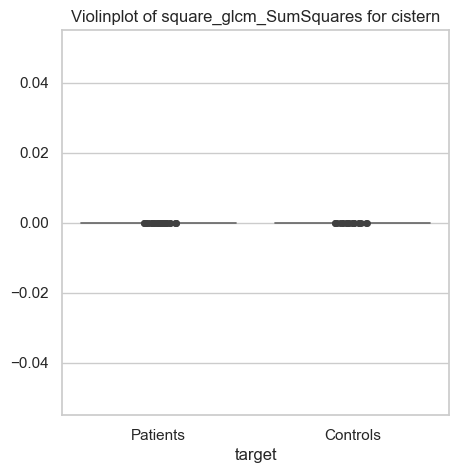 Violinplot of square_glcm_SumSquares for cistern
0.04
0.02
0.00
−0.02
−0.04
Patients Controls
target